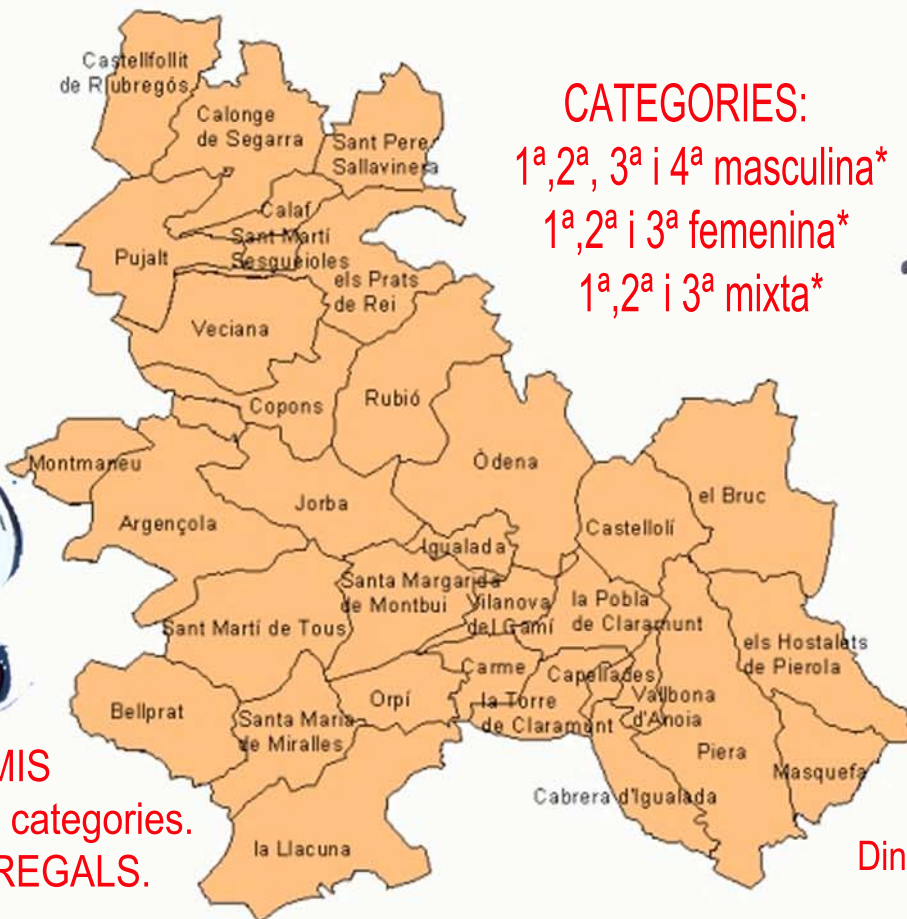 Castellfollit
de Riubregós
Calonge
de Segarra
Sant Pere
Sallavinera
CATEGORIES:
1ª,2ª, 3ª i 4ª masculina*
1ª,2ª i 3ª femenina*
1ª,2ª i 3ª mixta*
Calaf
Sant Martí
Sesgueioles
Pujalt
els Prats
de Rei
Veciana
Copons
Rubió
Montmaneu
Òdena
Argençola
Jorba
el Bruc
Castellolí
Igualada
Santa Margarida
de Montbui
Vilanova
del Gamí
la Pobla
de Claramunt
Sant Martí de Tous
els Hostalets
de Pierola
Carme
Capellades
Orpí
la Torre
de Claramunt
Vallbona
d'Anoia
Bellprat
Santa Maria
de Miralles
Piera
Masquefa
Cabrera d'Igualada
la Llacuna
MIS
categories.
REGALS.
Din